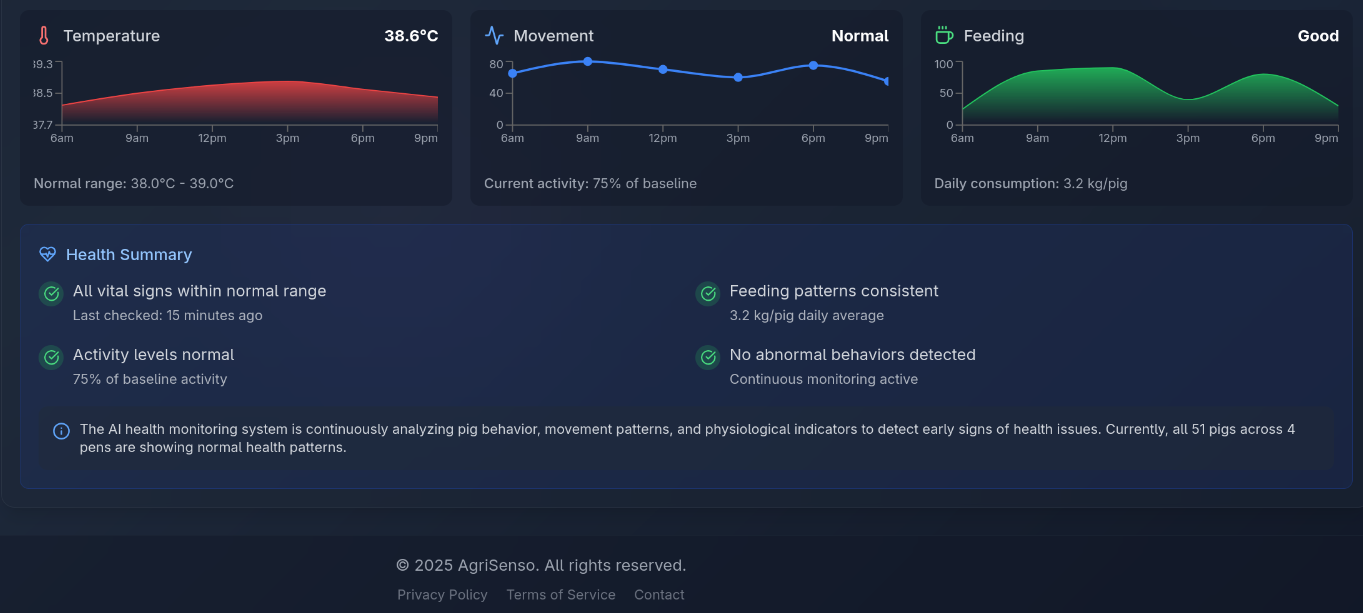 Temperature 38.6°C
39.3
38.5
37.7
6am 9am 12pm 3pm 6pm 9pm
Normal range: 38.0°C - 39.0°C
Movement Normal
80
40
0
6am 9am 12pm 3pm 6pm 9pm
Current activity: 75% of baseline
Feeding Good
100
50
0
6am 9am 12pm 3pm 6pm 9pm
Daily consumption: 3.2 kg/pig
Health Summary
All vital signs within normal range
Last checked: 15 minutes ago
Feeding patterns consistent
3.2 kg/pig daily average
Activity levels normal
75% of baseline activity
No abnormal behaviors detected
Continuous monitoring active
The AI health monitoring system is continuously analyzing pig behavior, movement patterns, and physiological indicators to detect early signs of health issues. Currently, all 51 pigs across 4
pens are showing normal health patterns.
© 2025 AgriSenso. All rights reserved.
Privacy Policy Terms of Service Contact